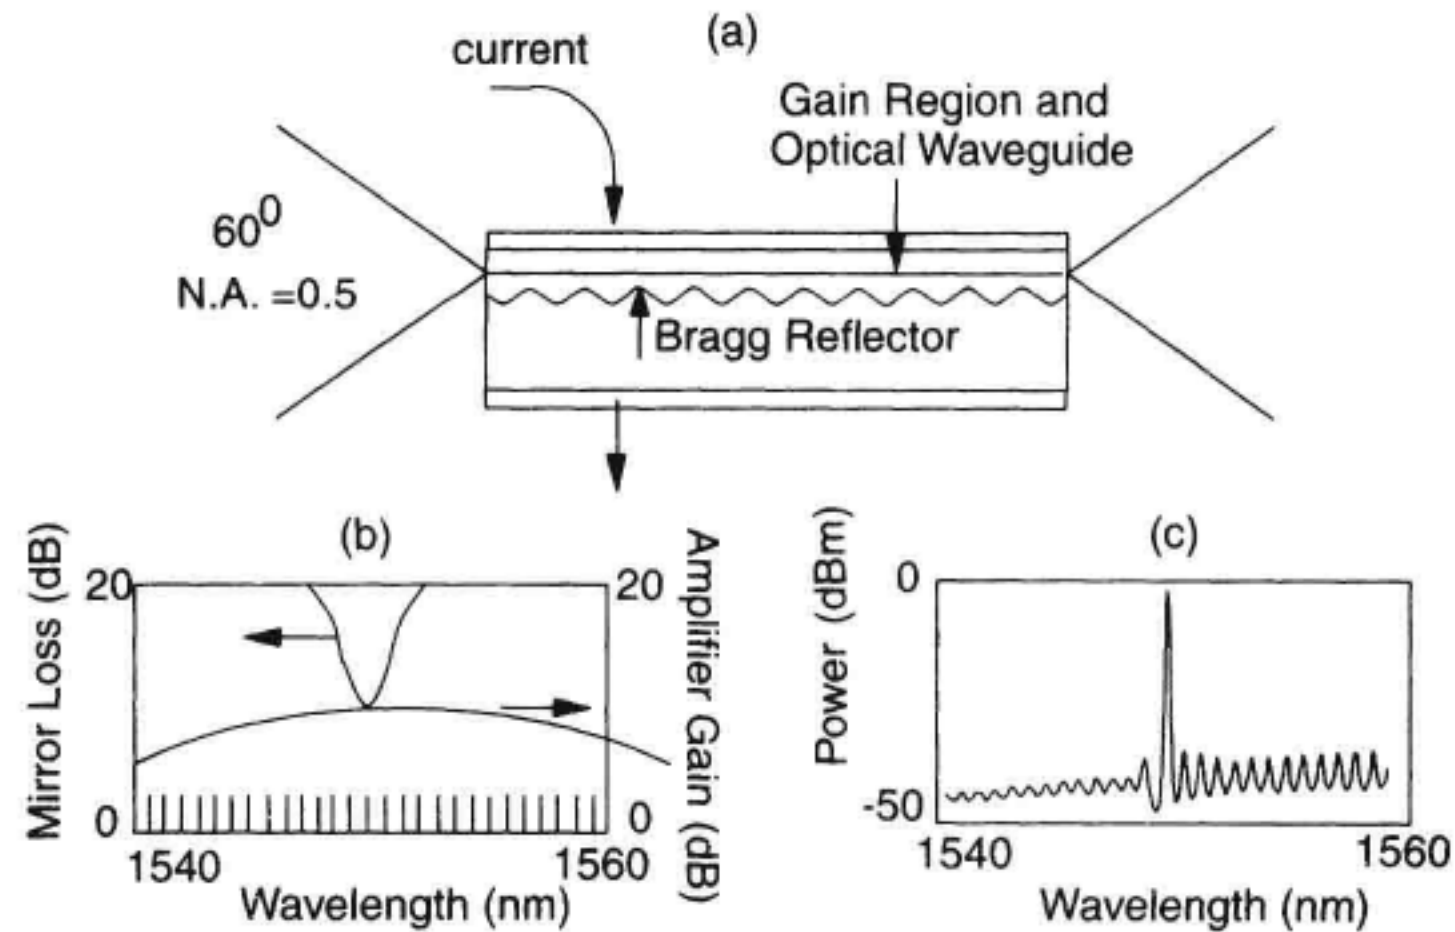 (a)
current
Gain Region and
Optical Waveguide
60⁰
N.A. =0.5
Bragg Reflector
(b)
Mirror Loss (dB)
20
0
20
0
Amplifier Gain (dB)
1540
1560
Wavelength (nm)
(c)
Power (dBm)
0
-50
1540
1560
Wavelength (nm)